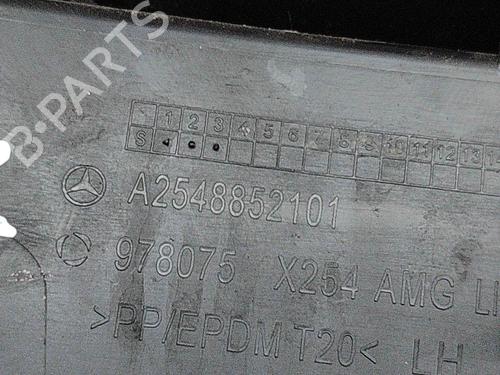 B-PARTS
1 2 3 4 5 6 7 8 9 10 11 12 13
S
A2548852101
978075 X254 AMG LI
>PP/EPDM T20< LH